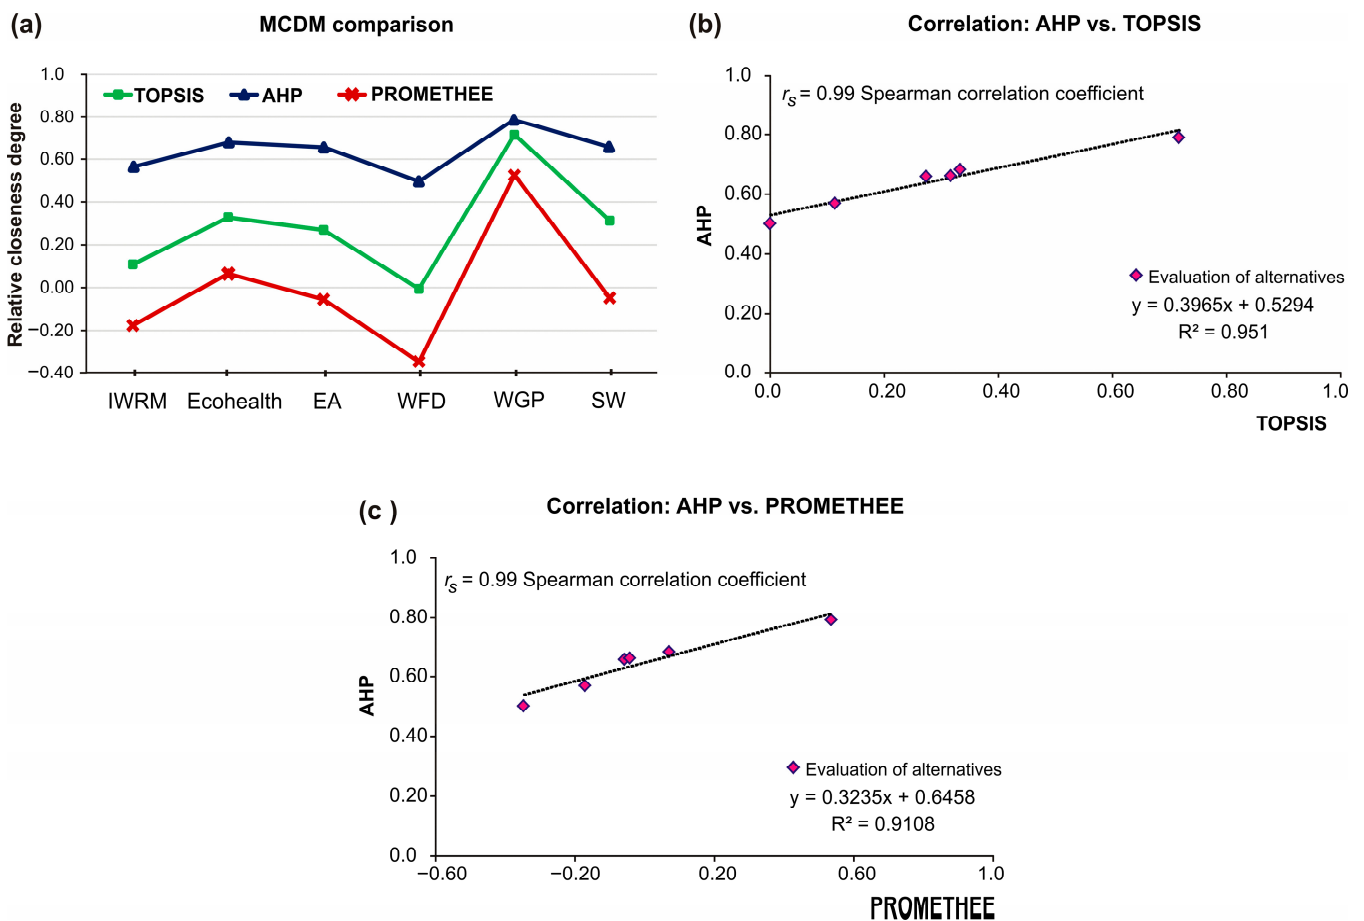 (a)
MCDM comparison
TOPSIS
AHP
PROMETHEE
Relative closeness degree
1.0
0.80
0.60
0.40
0.20
0.00
−0.20
−0.40
IWRM
Ecohealth
EA
WFD
WGP
SW
(b)
Correlation: AHP vs. TOPSIS
rs = 0.99 Spearman correlation coefficient
AHP
1.0
0.80
0.60
0.40
0.20
0.0
Evaluation of alternatives
y = 0.3965x + 0.5294
R² = 0.951
0.0
0.20
0.40
0.60
0.80
1.0
TOPSIS
(c )
Correlation: AHP vs. PROMETHEE
rs = 0.99 Spearman correlation coefficient
AHP
1.0
0.80
0.60
0.40
0.20
0.0
Evaluation of alternatives
y = 0.3235x + 0.6458
R² = 0.9108
−0.60
−0.20
0.20
0.60
1.0
PROMETHEE